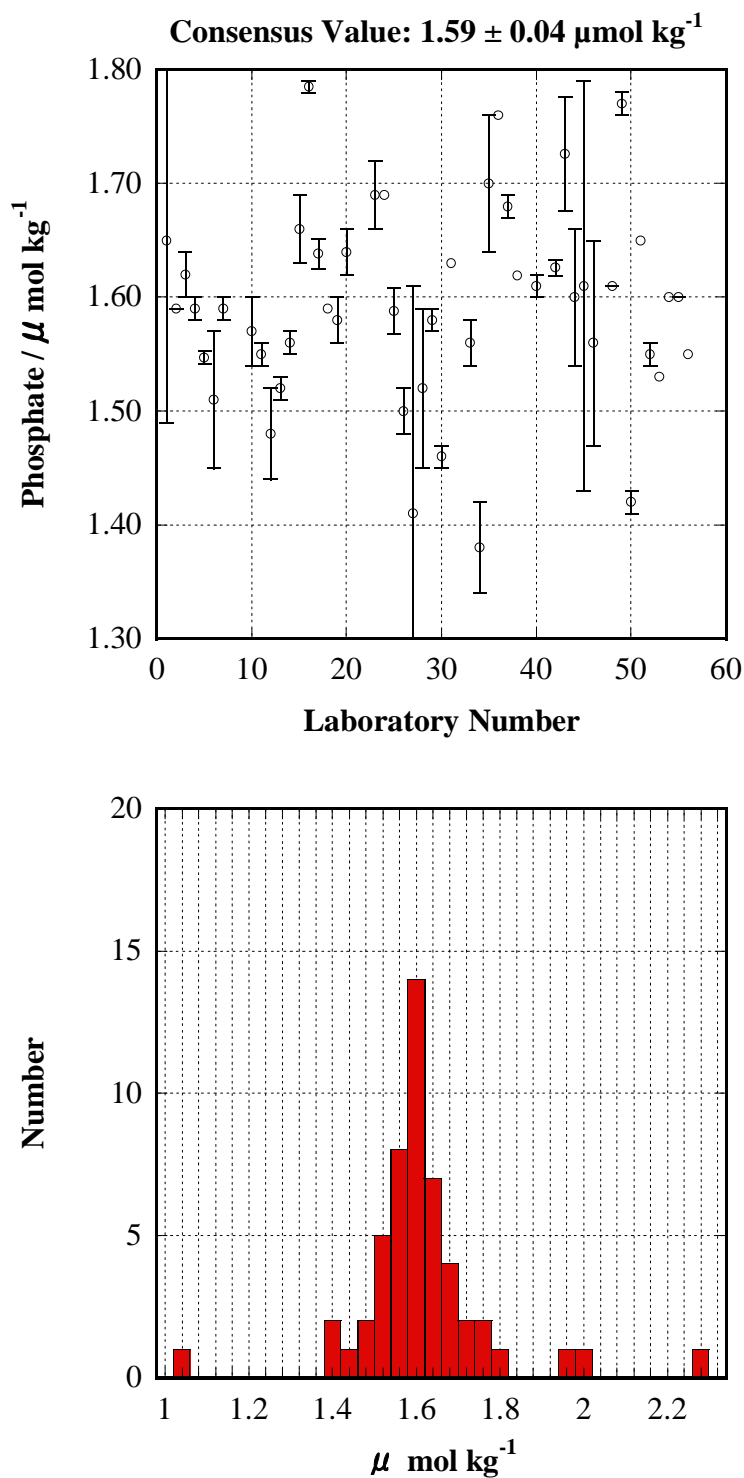 Consensus Value: 1.59 ± 0.04 µmol kg-1
1.80
1.70
1.60
1.50
1.40
1.30
Phosphate / μ mol kg-1
0 10 20 30 40 50 60
Laboratory Number
20
15
10
5
0
Number
1 1.2 1.4 1.6 1.8 2 2.2
μ mol kg-1